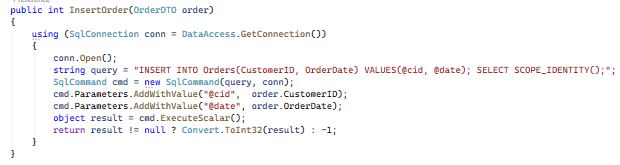 public int InsertOrder(OrderDTO order)
{
    using (SqlConnection conn = DataAccess.GetConnection())
    {
        conn.Open();
        string query = "INSERT INTO Orders(CustomerID, OrderDate) VALUES(@cid, @date); SELECT SCOPE_IDENTITY();";
        SqlCommand cmd = new SqlCommand(query, conn);
        cmd.Parameters.AddWithValue("@cid",  order.CustomerID);
        cmd.Parameters.AddWithValue("@date", order.OrderDate);
        object result = cmd.ExecuteScalar();
        return result != null ? Convert.ToInt32(result) : -1;
    }
}